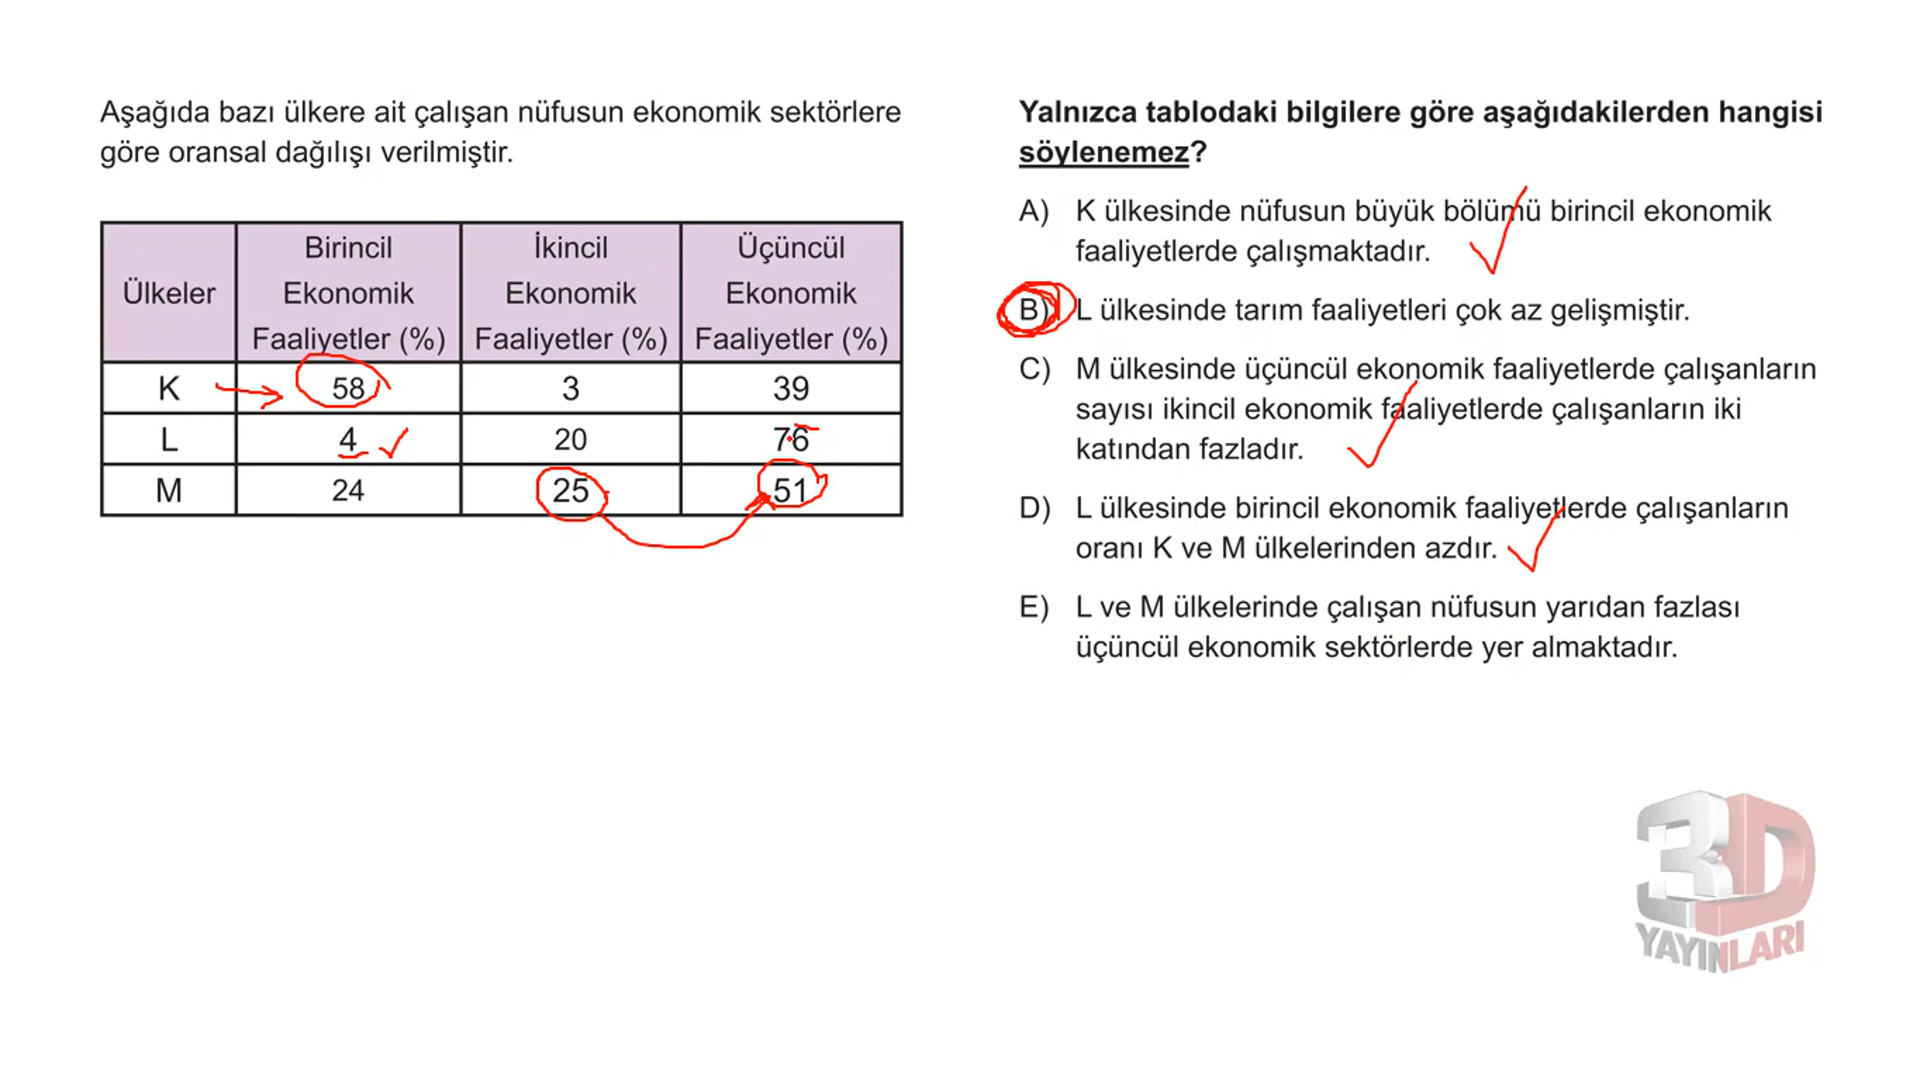 Aşağıda bazı ülkere ait çalışan nüfusun ekonomik sektörlere
göre oransal dağılışı verilmiştir.
Ülkeler
Birincil
Ekonomik
Faaliyetler (%)
İkincil
Ekonomik
Faaliyetler (%)
Üçüncül
Ekonomik
Faaliyetler (%)
K 58 3 39
L 4 20 76
M 24 25 51
Yalnızca tablodaki bilgilere göre aşağıdakilerden hangisi
söylenemez?
A) K ülkesinde nüfusun büyük bölümü birincil ekonomik
faaliyetlerde çalışmaktadır.
B) L ülkesinde tarım faaliyetleri çok az gelişmiştir.
C) M ülkesinde üçüncül ekonomik faaliyetlerde çalışanların
sayısı ikincil ekonomik faaliyetlerde çalışanların iki
katından fazladır.
D) L ülkesinde birincil ekonomik faaliyetlerde çalışanların
oranı K ve M ülkelerinden azdır.
E) L ve M ülkelerinde çalışan nüfusun yarıdan fazlası
üçüncül ekonomik sektörlerde yer almaktadır.
3D
YAYINLARI